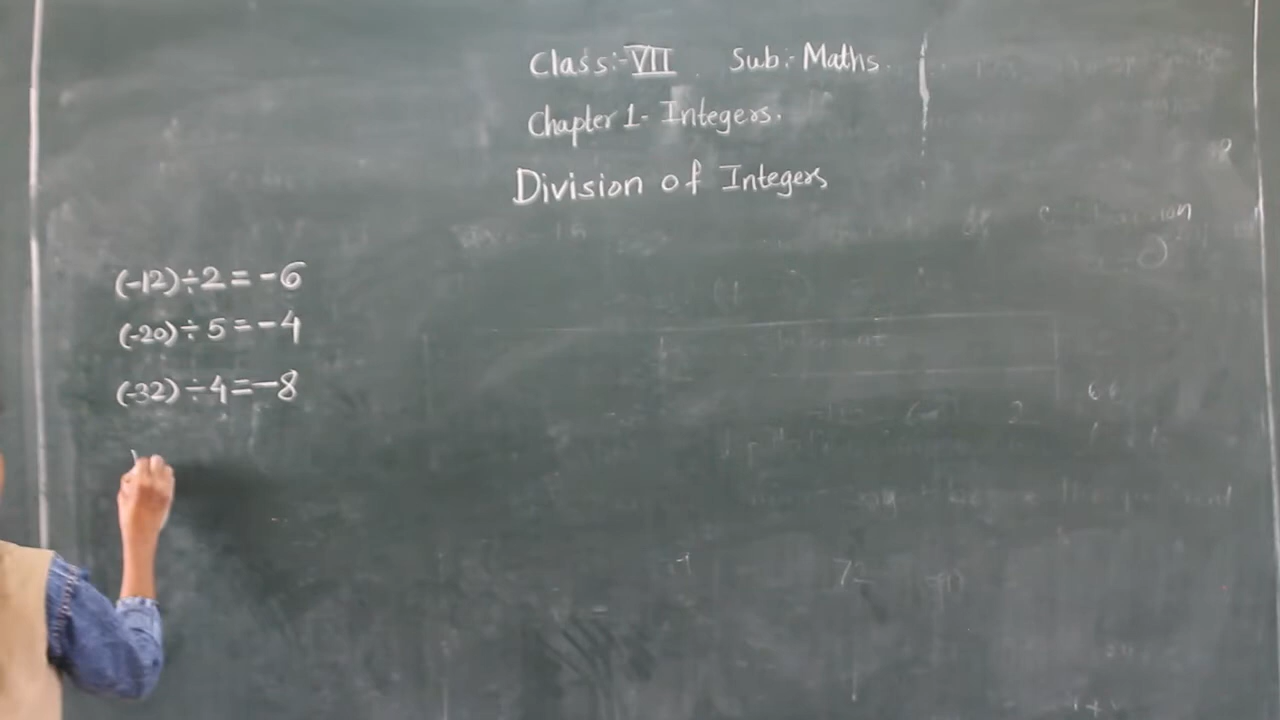 Class:-VII Sub:- Maths.
Chapter 1- Integers.
Division of Integers
(-12)÷2=-6
(-20)÷5=-4
(-32)÷4=-8